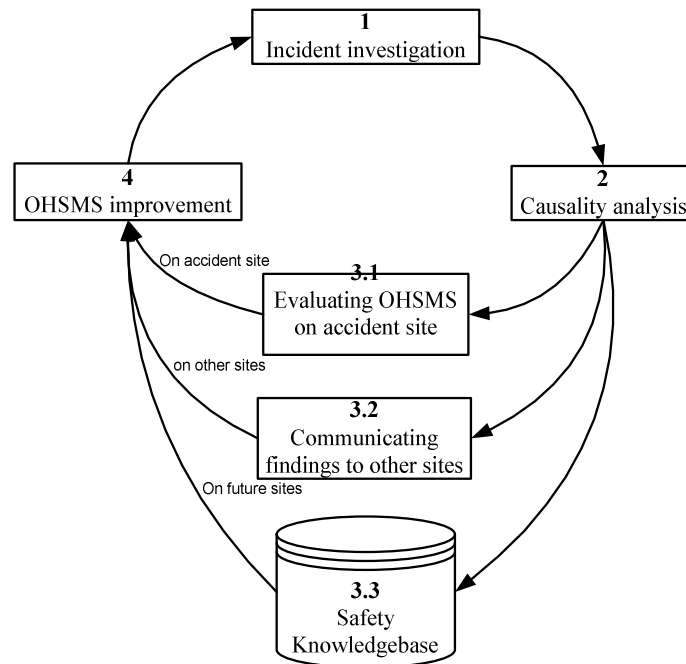 1
Incident investigation
4
OHSMS improvement
2
Causality analysis
On accident site
3.1
Evaluating OHSMS
on accident site
on other sites
3.2
Communicating
findings to other sites
On future sites
3.3
Safety
Knowledgebase